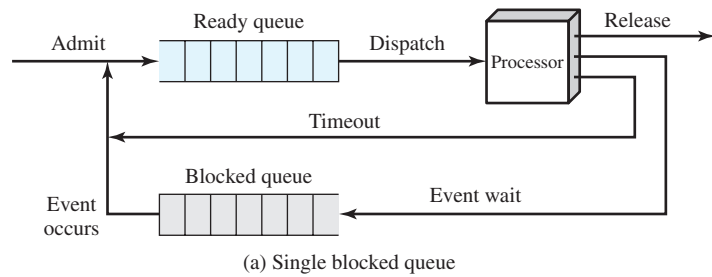 Ready queue
Admit
Dispatch
Processor
Release
Timeout
Blocked queue
Event wait
Event
occurs
(a) Single blocked queue